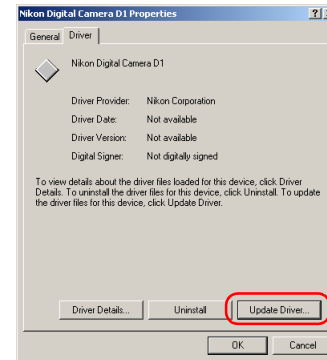 Nikon Digital Camera D1 Properties
General Driver
Nikon Digital Camera D1
Driver Provider: Nikon Corporation
Driver Date: Not available
Driver Version: Not available
Digital Signer: Not digitally signed
To view details about the driver files loaded for this device, click Driver
Details. To uninstall the driver files for this device, click Uninstall. To update
the driver files for this device, click Update Driver.
Driver Details... Uninstall Update Driver...
OK Cancel